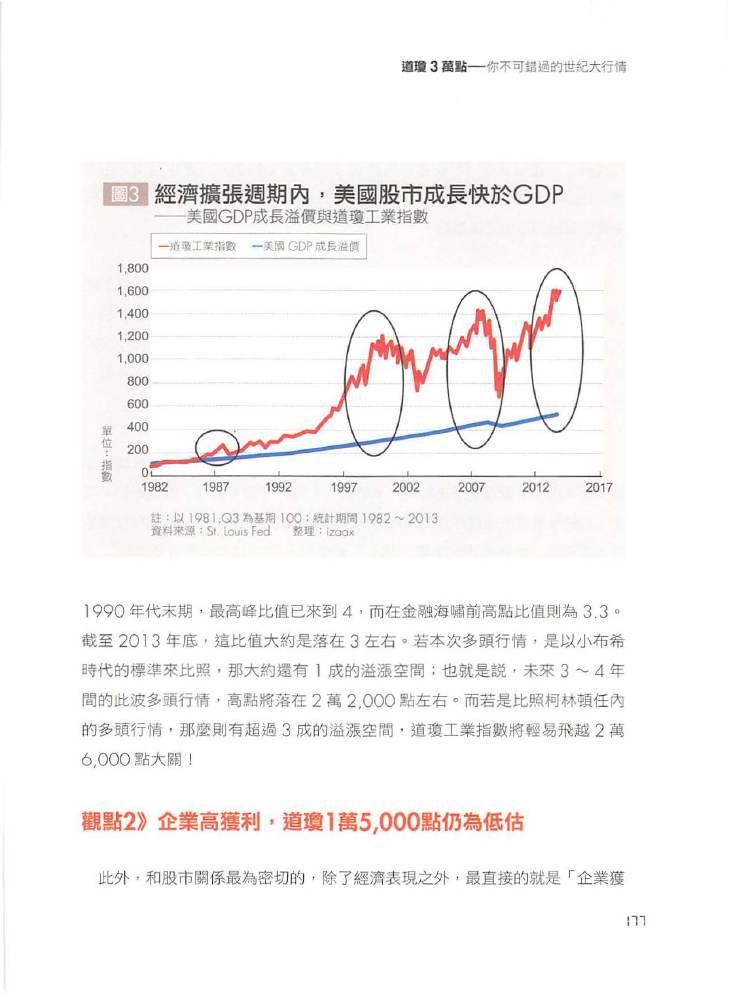 道瓊3萬點──你不可錯過的世紀大行情
圖3 經濟擴張週期內,美國股市成長快於GDP
──美國GDP成長溢價與道瓊工業指數
道瓊工業指數 美國 GDP 成長溢價
1,800
1,600
1,400
1,200
1,000
800
600
400
200
0
單位:指數
1982 1987 1992 1997 2002 2007 2012 2017
註:以 1981.Q3 為基期 100;統計期間 1982 ~ 2013
資料來源:St. Louis Fed 整理:izaax
1990 年代末期,最高峰比值已來到 4,而在金融海嘯前高點比值則為 3.3。
截至 2013 年底,這比值大約是落在 3 左右。若本次多頭行情,是以小布希
時代的標準來比照,那大約還有 1 成的溢漲空間;也就是說,未來 3 ~ 4 年
間的此波多頭行情,高點將落在 2 萬 2,000 點左右。而若是比照柯林頓任內
的多頭行情,那麼則有超過 3 成的溢漲空間,道瓊工業指數將輕易飛越 2 萬
6,000 點大關!
觀點2》企業高獲利,道瓊1萬5,000點仍為低估
此外,和股市關係最為密切的,除了經濟表現之外,最直接的就是「企業獲
177